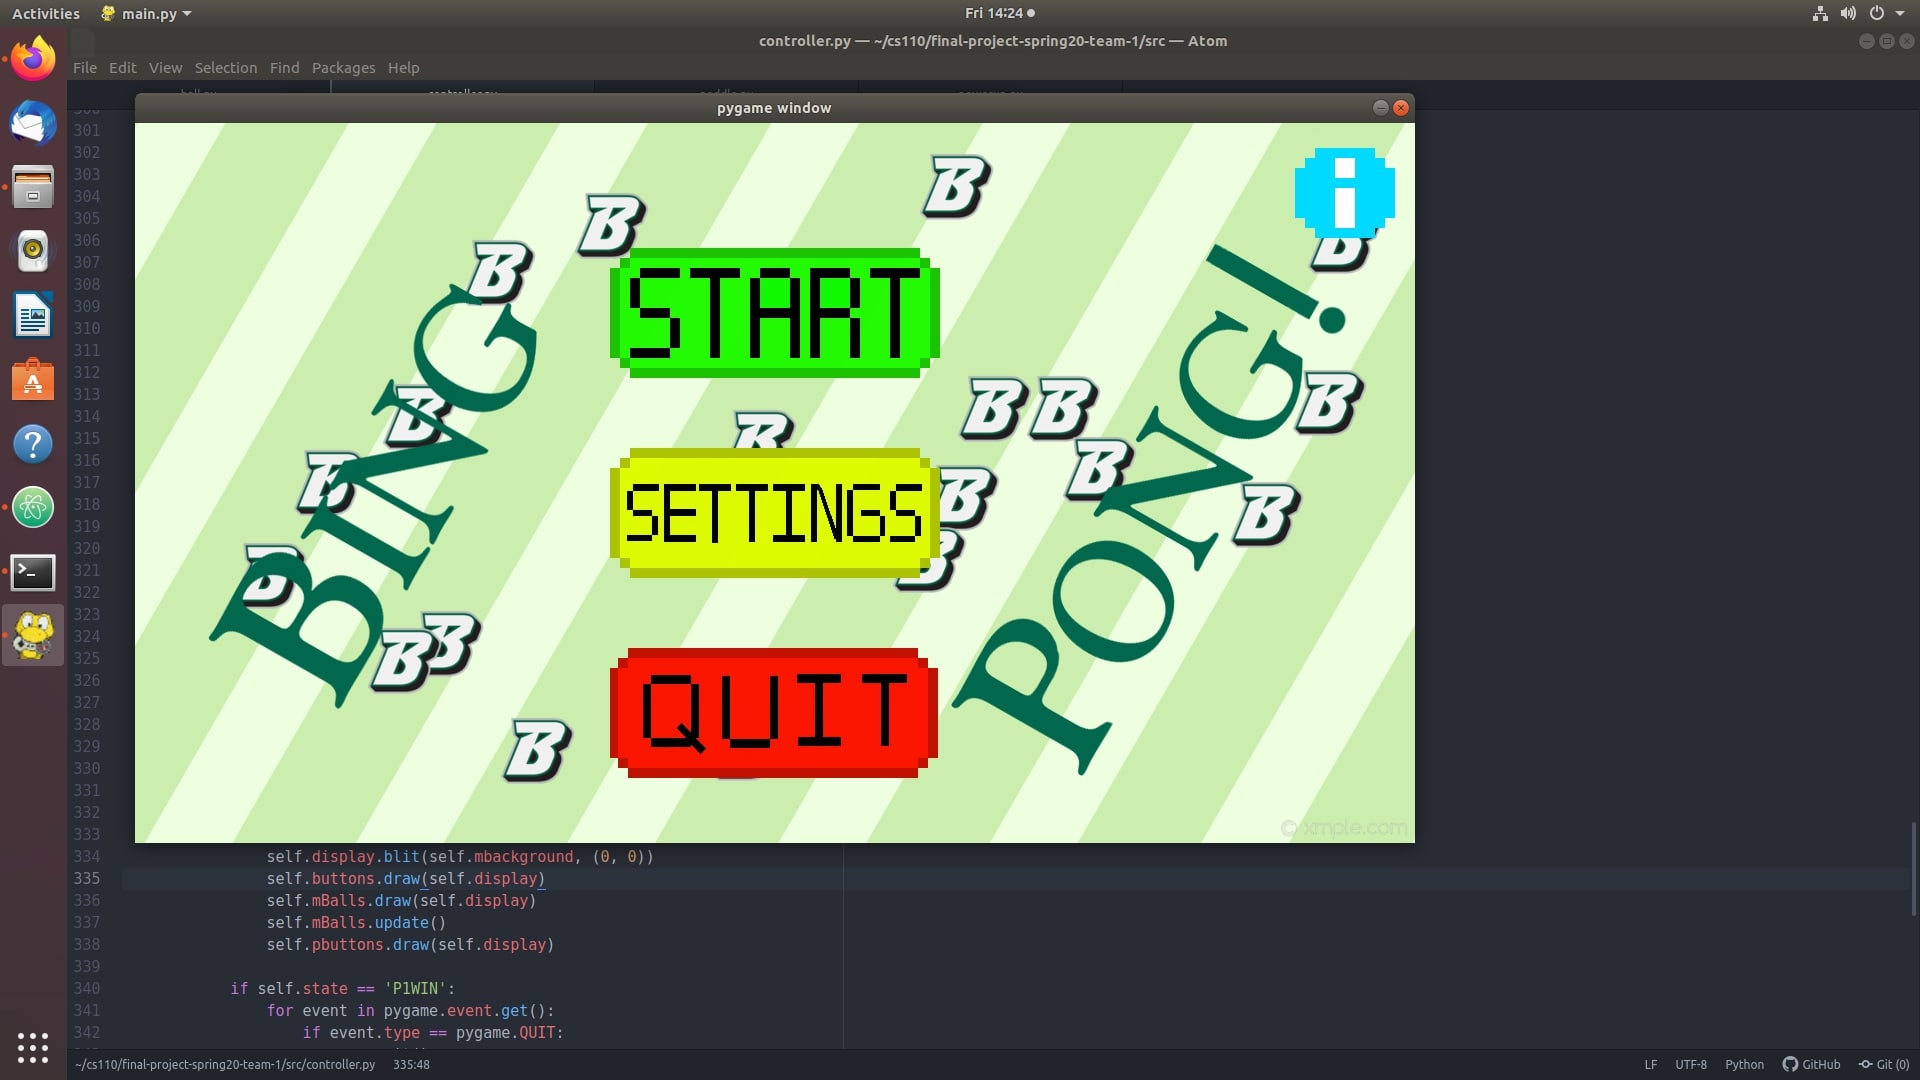 Activities
main.py
Fri 14:24
controller.py — ~/cs110/final-project-spring20-team-1/src — Atom
File Edit View Selection Find Packages Help
pygame window
301
302
303
304
305
306
307
308
309
310
311
312
313
314
315
316
317
318
319
320
321
322
323
324
325
326
327
328
329
330
331
332
333
B
B
B
i
B
START
BING
PONG!
B
B
B
B
B
B
B
B
SETTINGS
B
B
B
B
B
B
QUIT
B
© xmple.com
334 self.display.blit(self.mbackground, (0, 0))
335 self.buttons.draw(self.display)
336 self.mBalls.draw(self.display)
337 self.mBalls.update()
338 self.pbuttons.draw(self.display)
339
340 if self.state == 'P1WIN':
341 for event in pygame.event.get():
342 if event.type == pygame.QUIT:
~/cs110/final-project-spring20-team-1/src/controller.py 335:48
LF UTF-8 Python GitHub Git (0)